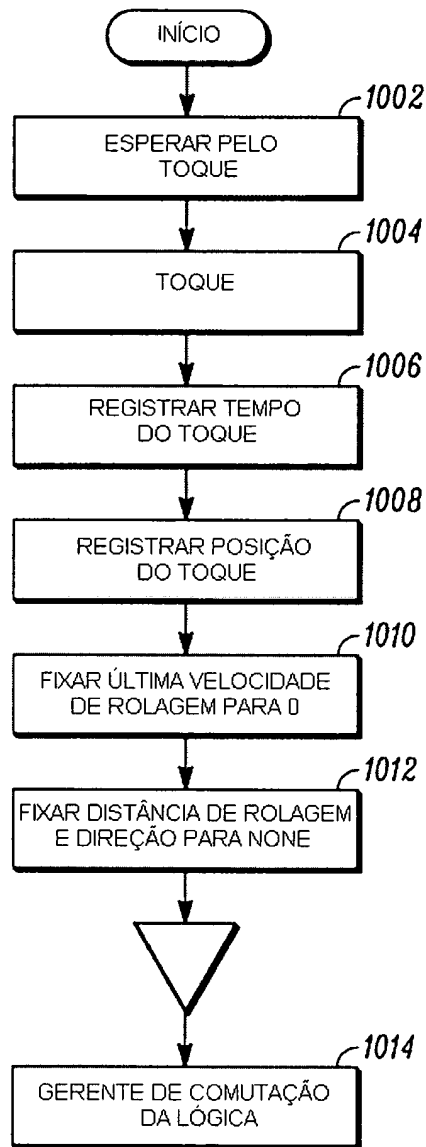 INÍCIO
1002
ESPERAR PELO
TOQUE
1004
TOQUE
1006
REGISTRAR TEMPO
DO TOQUE
1008
REGISTRAR POSIÇÃO
DO TOQUE
1010
FIXAR ÚLTIMA VELOCIDADE
DE ROLAGEM PARA 0
1012
FIXAR DISTÂNCIA DE ROLAGEM
E DIREÇÃO PARA NONE
1014
GERENTE DE COMUTAÇÃO
DA LÓGICA